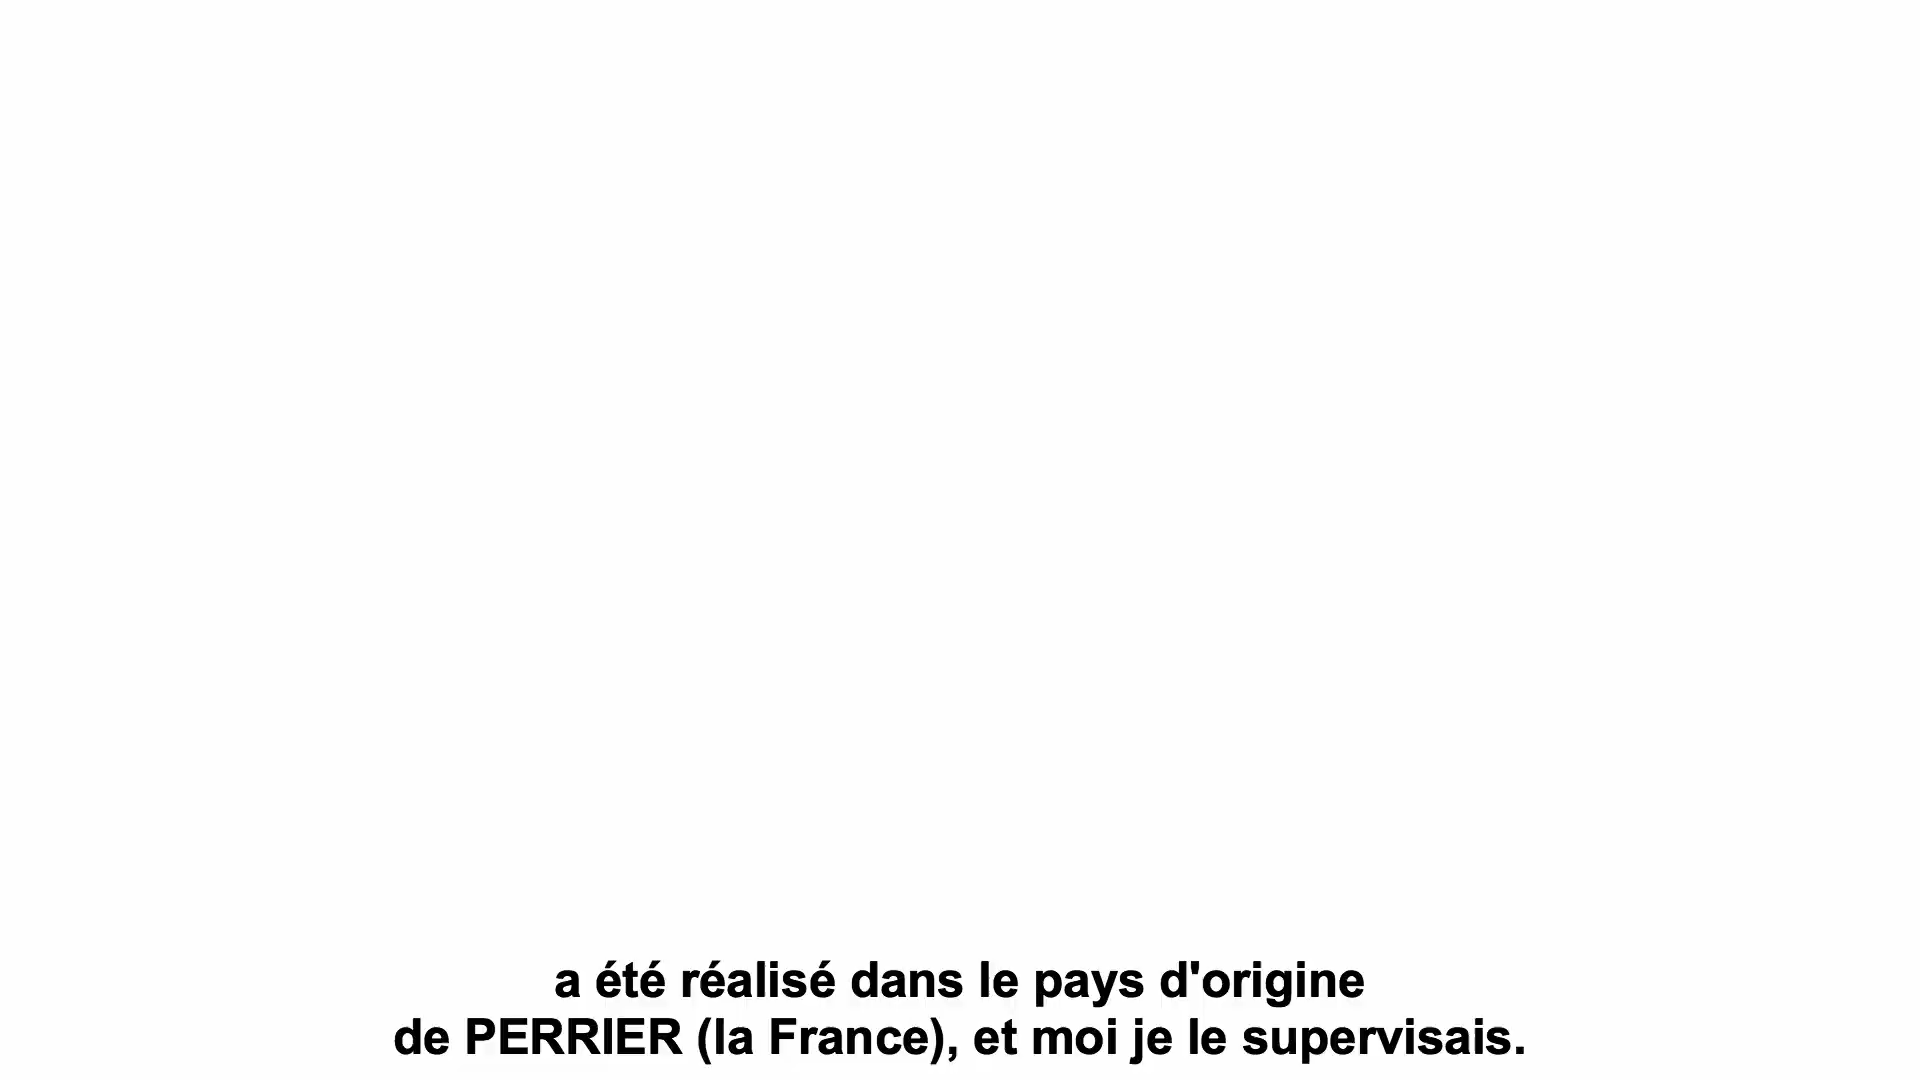 a été réalisé dans le pays d'origine
de PERRIER (la France), et moi je le supervisais.